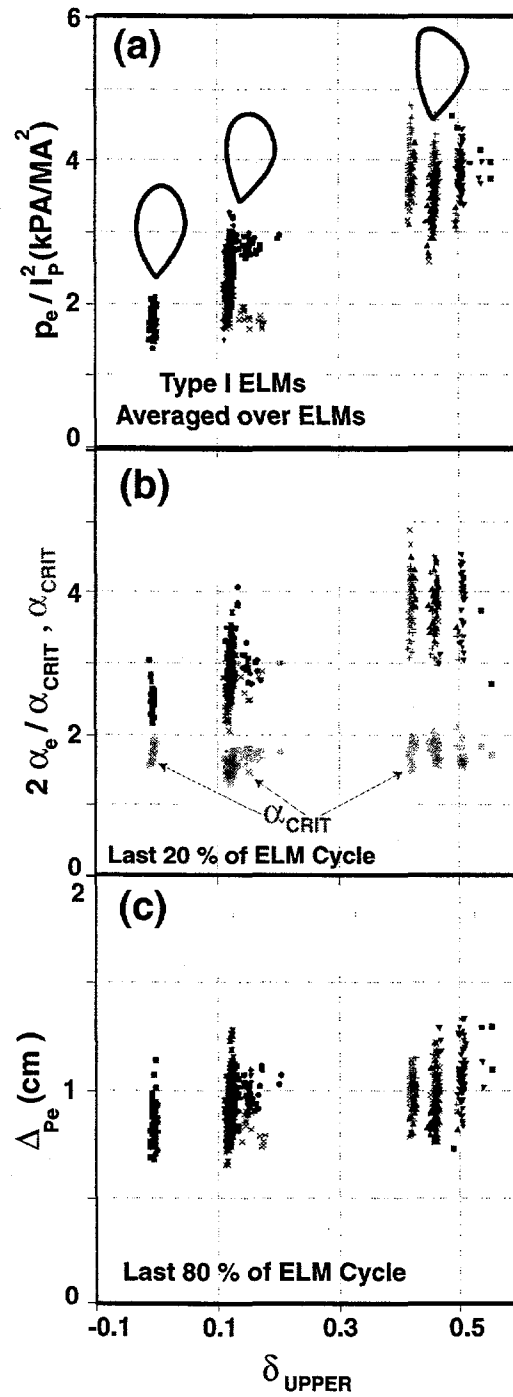 6
(a)
4
2
0
p_e / I_p^2 (kPA/MA^2)
Type I ELMs
Averaged over ELMs
(b)
4
2
0
2 α_e / α_CRIT , α_CRIT
α_CRIT
Last 20 % of ELM Cycle
2
(c)
1
0
Δ_Pe (cm)
Last 80 % of ELM Cycle
-0.1 0.1 0.3 0.5
δ_UPPER